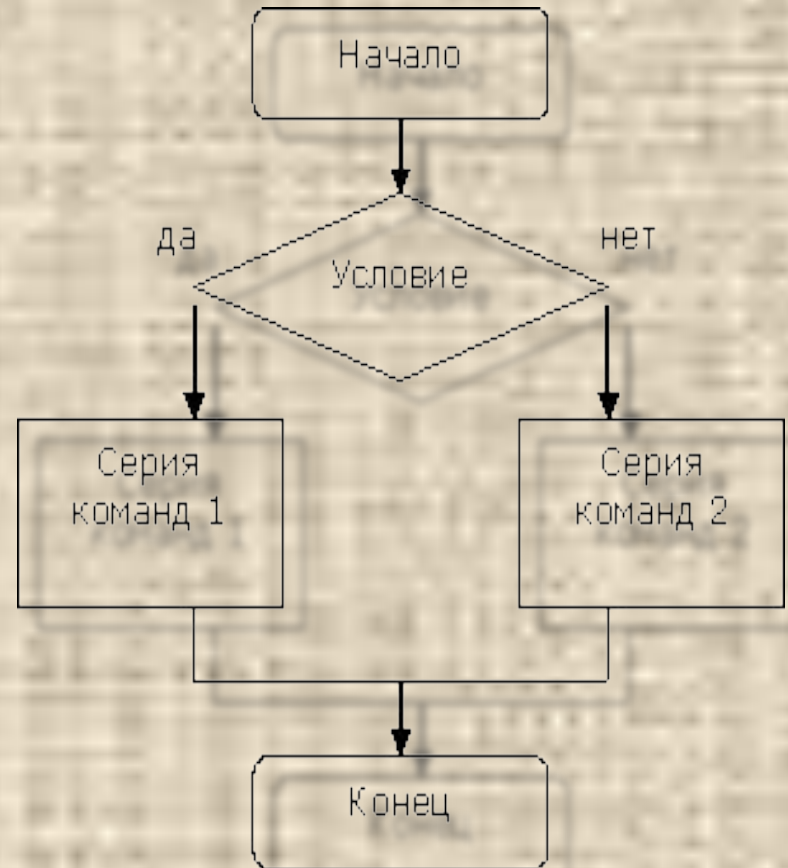 Начало
да
нет
Условие
Серия
команд 1
Серия
команд 2
Конец